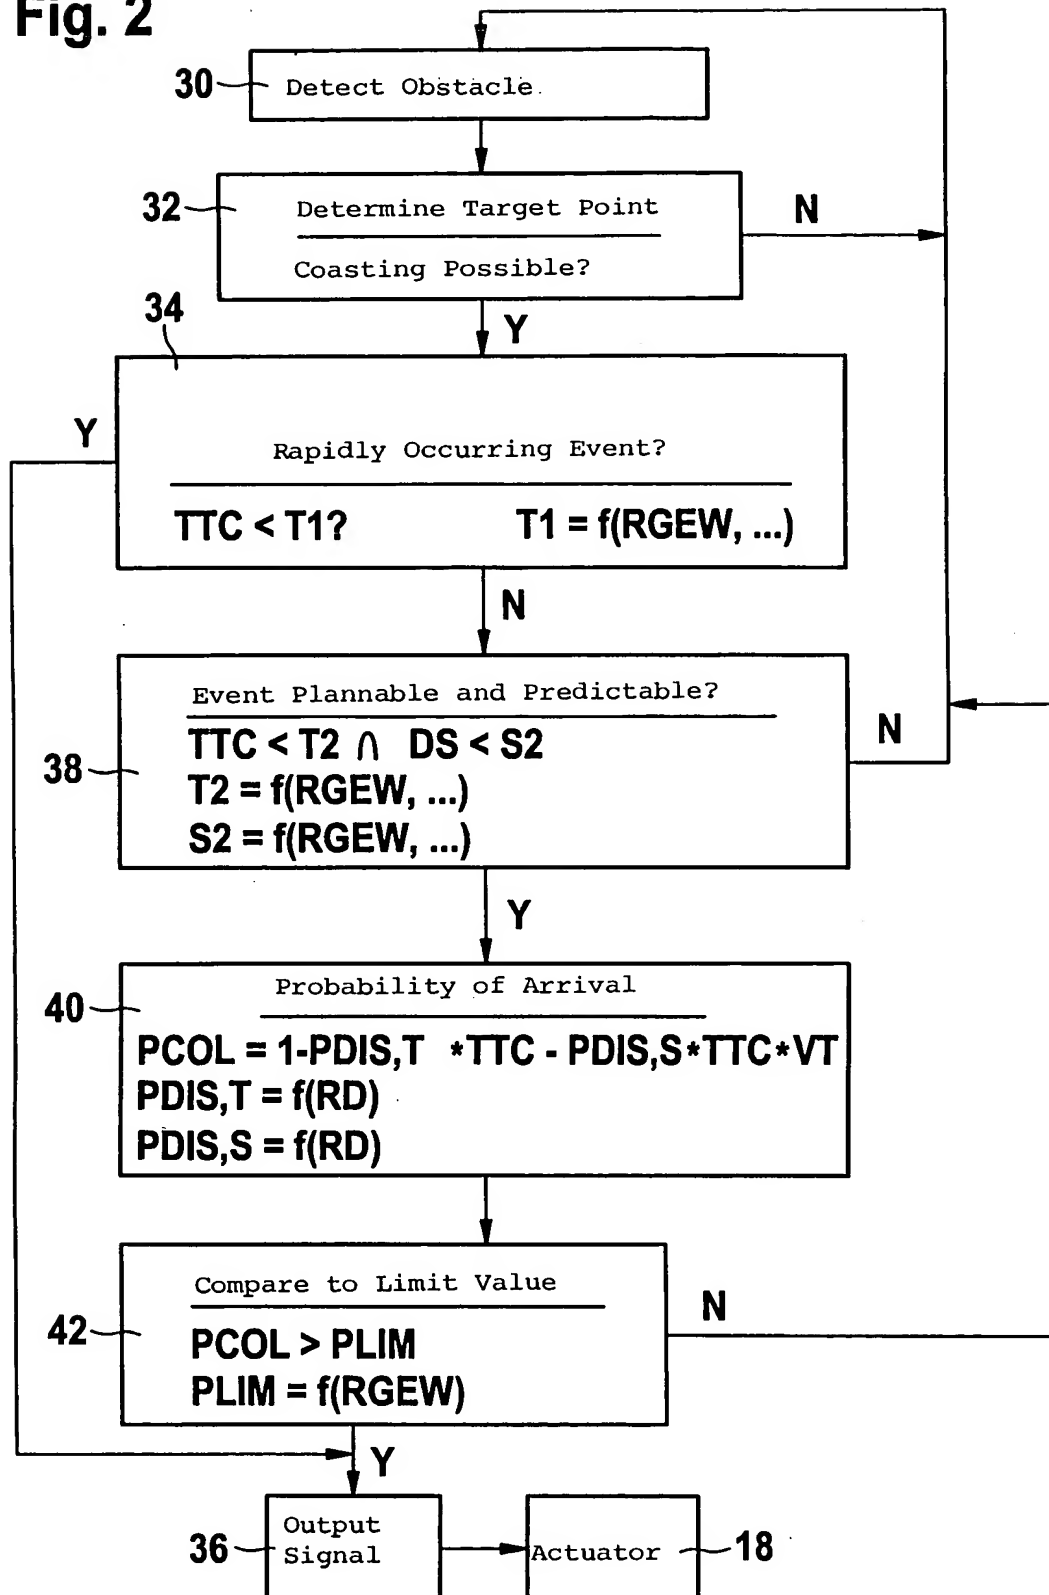 Fig. 2
30 Detect Obstacle
32 Determine Target Point N
Coasting Possible?
34
Y
Y
Rapidly Occurring Event?
TTC < T1? T1 = f(RGEW, ...)
N
Event Plannable and Predictable?
TTC < T2 ∩ DS < S2 N
38 T2 = f(RGEW, ...)
S2 = f(RGEW, ...)
Y
Probability of Arrival
40
PCOL = 1-PDIS,T *TTC - PDIS,S*TTC*VT
PDIS,T = f(RD)
PDIS,S = f(RD)
Compare to Limit Value N
42 PCOL > PLIM
PLIM = f(RGEW)
Y
36 Output
Signal
Actuator 18